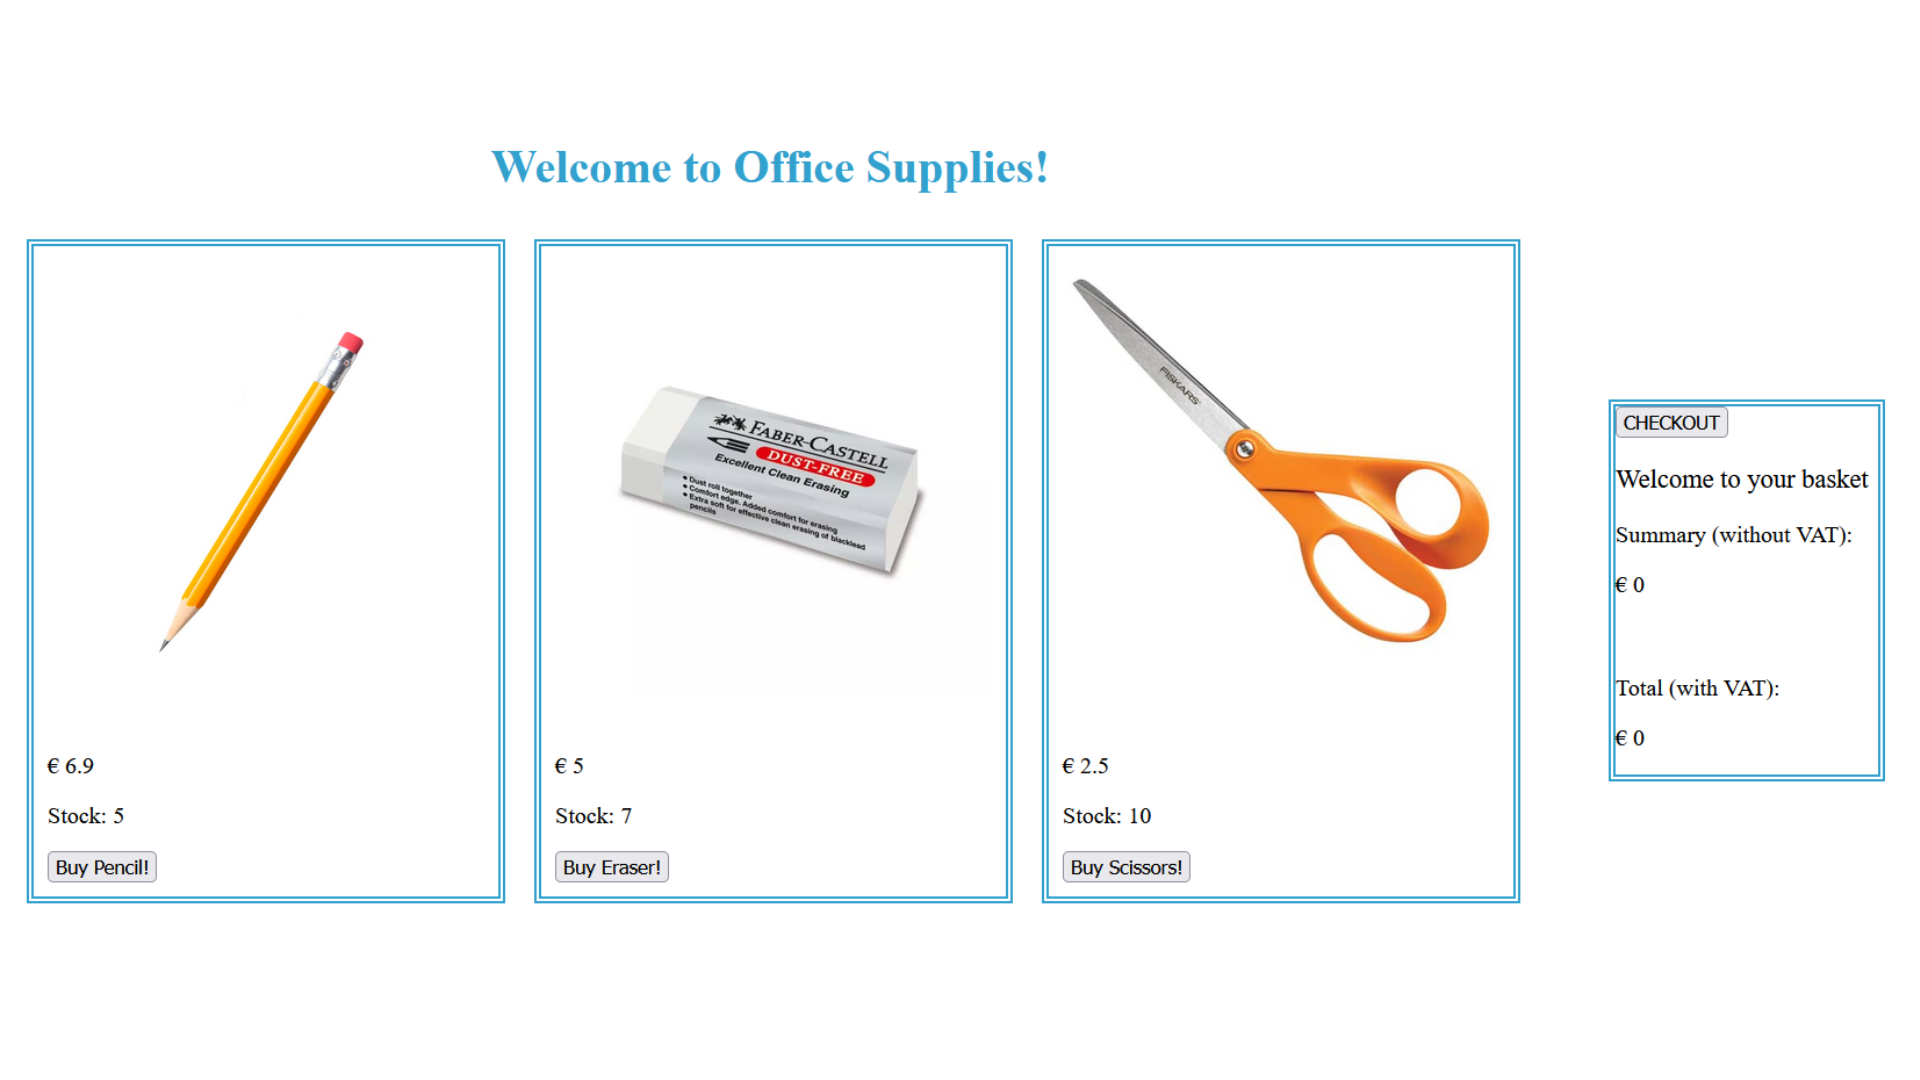 Welcome to Office Supplies!
FABER-CASTELL
DUST-FREE
Excellent Clean Erasing
• Dust roll together
• Comfort edge. Added comfort for erasing
• Extra soft for effective clean erasing of blacklead
pencils
FISKARS
€ 6.9
Stock: 5
Buy Pencil!
€ 5
Stock: 7
Buy Eraser!
€ 2.5
Stock: 10
Buy Scissors!
CHECKOUT
Welcome to your basket
Summary (without VAT):
€ 0
Total (with VAT):
€ 0